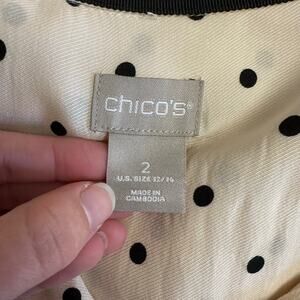 chico's®
2
U.S. SIZE 12/14
MADE IN
CAMBODIA